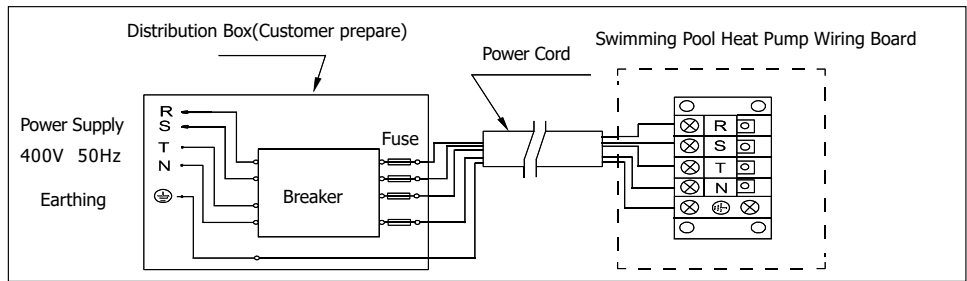 Distribution Box(Customer prepare)
Power Cord
Swimming Pool Heat Pump Wiring Board
Power Supply
400V 50Hz
Earthing
R
S
T
N
Breaker
Fuse
R
S
T
N